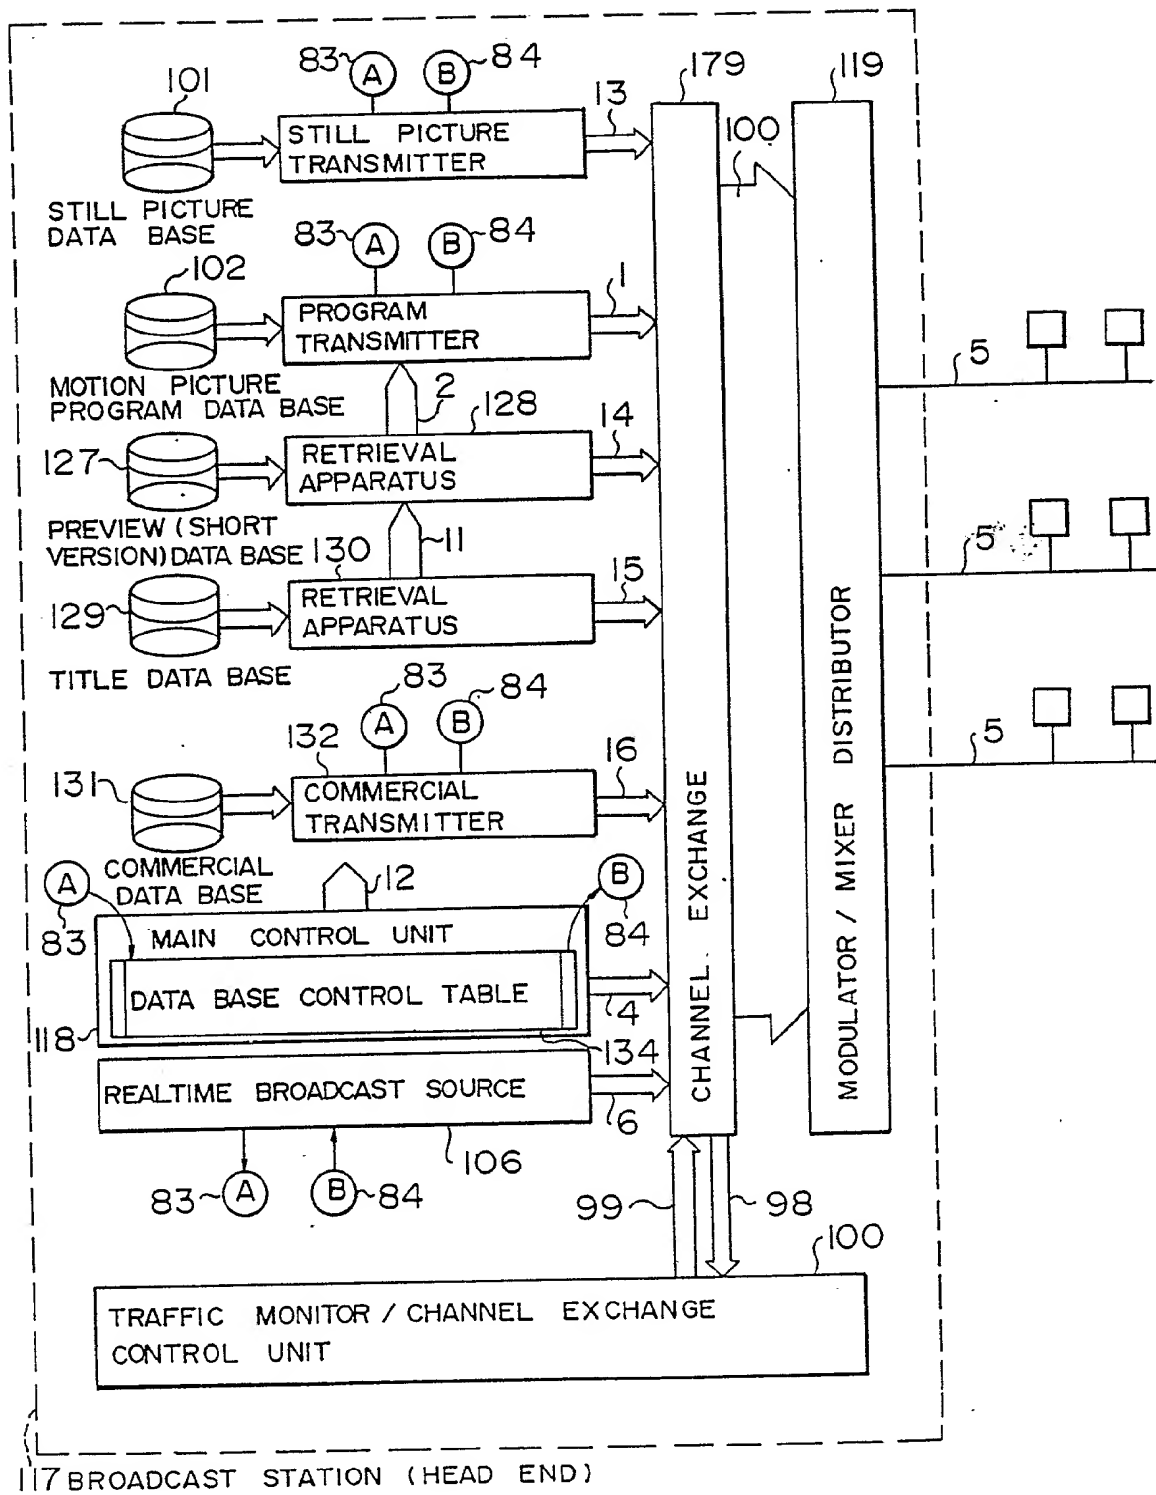 83
A
B
84
101
STILL PICTURE
TRANSMITTER
13
179
119
100
STILL PICTURE
DATA BASE
83
A
B
84
102
PROGRAM
TRANSMITTER
1
MOTION PICTURE
PROGRAM DATA BASE
2
128
5
127
RETRIEVAL
APPARATUS
14
PREVIEW (SHORT
VERSION) DATA BASE
130
11
5
129
RETRIEVAL
APPARATUS
15
TITLE DATA BASE
83
A
B
84
132
5
131
COMMERCIAL
TRANSMITTER
16
COMMERCIAL
DATA BASE
12
A
83
B
84
MAIN CONTROL UNIT
DATA BASE CONTROL TABLE
4
118
134
REALTIME BROADCAST SOURCE
6
106
83
A
B
84
CHANNEL. EXCHANGE
MODULATOR / MIXER DISTRIBUTOR
99
98
100
TRAFFIC MONITOR / CHANNEL EXCHANGE
CONTROL UNIT
117 BROADCAST STATION (HEAD END)